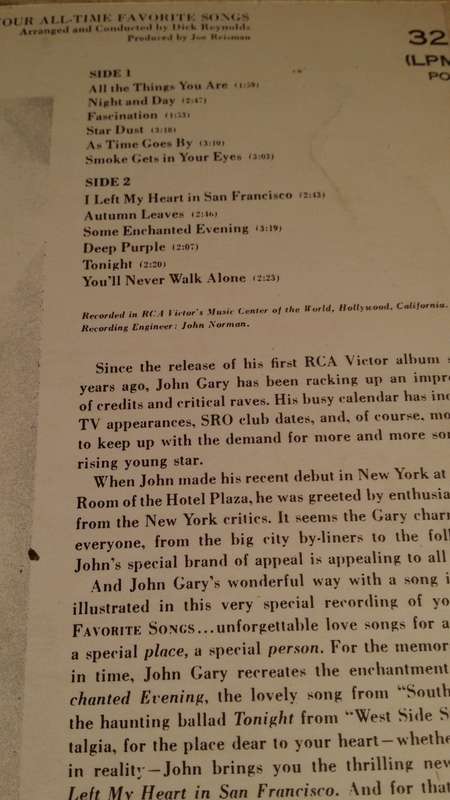 YOUR ALL-TIME FAVORITE SONGS
Arranged and Conducted by Dick Reynolds
Produced by Joe Reisman
32
(LPM
PO
SIDE 1
All the Things You Are (1:59)
Night and Day (2:47)
Fascination (1:53)
Star Dust (3:18)
As Time Goes By (3:10)
Smoke Gets in Your Eyes (3:03)
SIDE 2
I Left My Heart in San Francisco (2:43)
Autumn Leaves (2:46)
Some Enchanted Evening (3:19)
Deep Purple (2:07)
Tonight (2:20)
You'll Never Walk Alone (2:23)
Recorded in RCA Victor's Music Center of the World, Hollywood, California.
Recording Engineer: John Norman.
Since the release of his first RCA Victor album
years ago, John Gary has been racking up an impr
of credits and critical raves. His busy calendar has inc
TV appearances, SRO club dates, and, of course, mo
to keep up with the demand for more and more son
rising young star.
When John made his recent debut in New York at
Room of the Hotel Plaza, he was greeted by enthusia
from the New York critics. It seems the Gary char
everyone, from the big city by-liners to the fol
John's special brand of appeal is appealing to all
And John Gary's wonderful way with a song i
illustrated in this very special recording of yo
FAVORITE SONGS...unforgettable love songs for a
a special place, a special person. For the memor
in time, John Gary recreates the enchantment
chanted Evening, the lovely song from "South
the haunting ballad Tonight from "West Side S
talgia, for the place dear to your heart—whethe
in reality—John brings you the thrilling new
Left My Heart in San Francisco. And for that